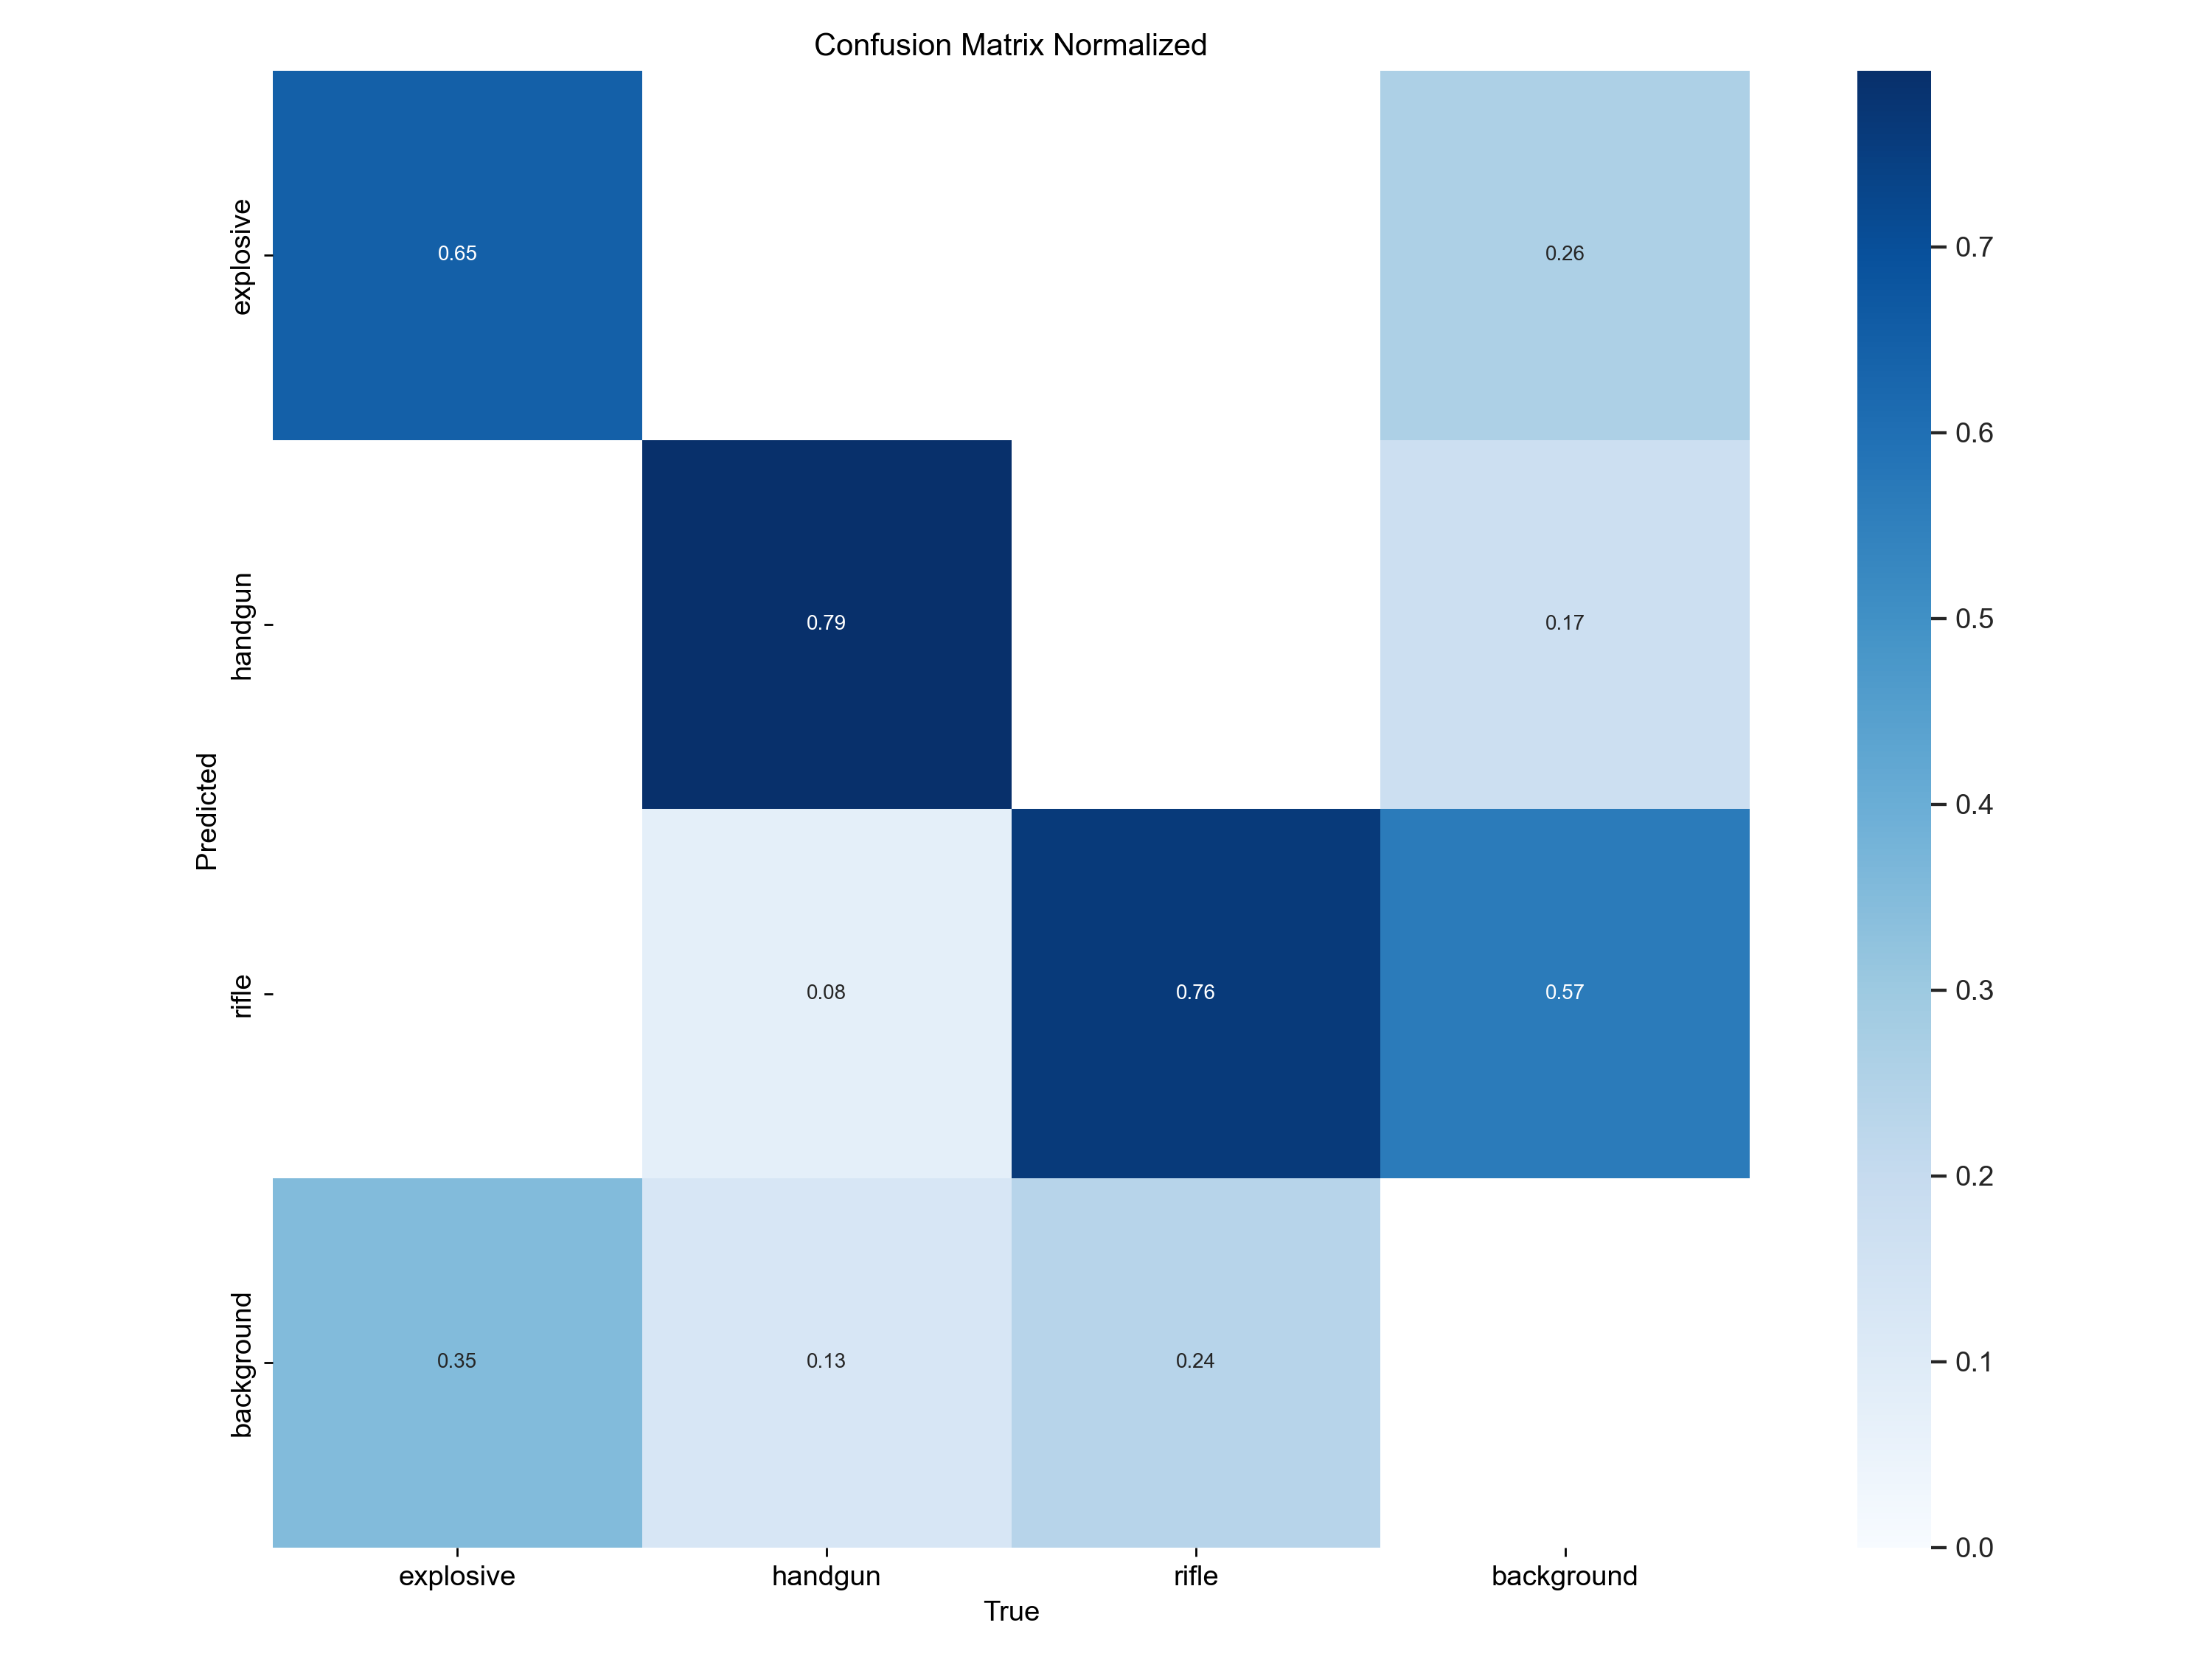 Confusion Matrix Normalized
explosive
0.65
0.26
handgun
0.79
0.17
Predicted
rifle
0.08
0.76
0.57
background
0.35
0.13
0.24
explosive
handgun
rifle
background
True
0.7
0.6
0.5
0.4
0.3
0.2
0.1
0.0